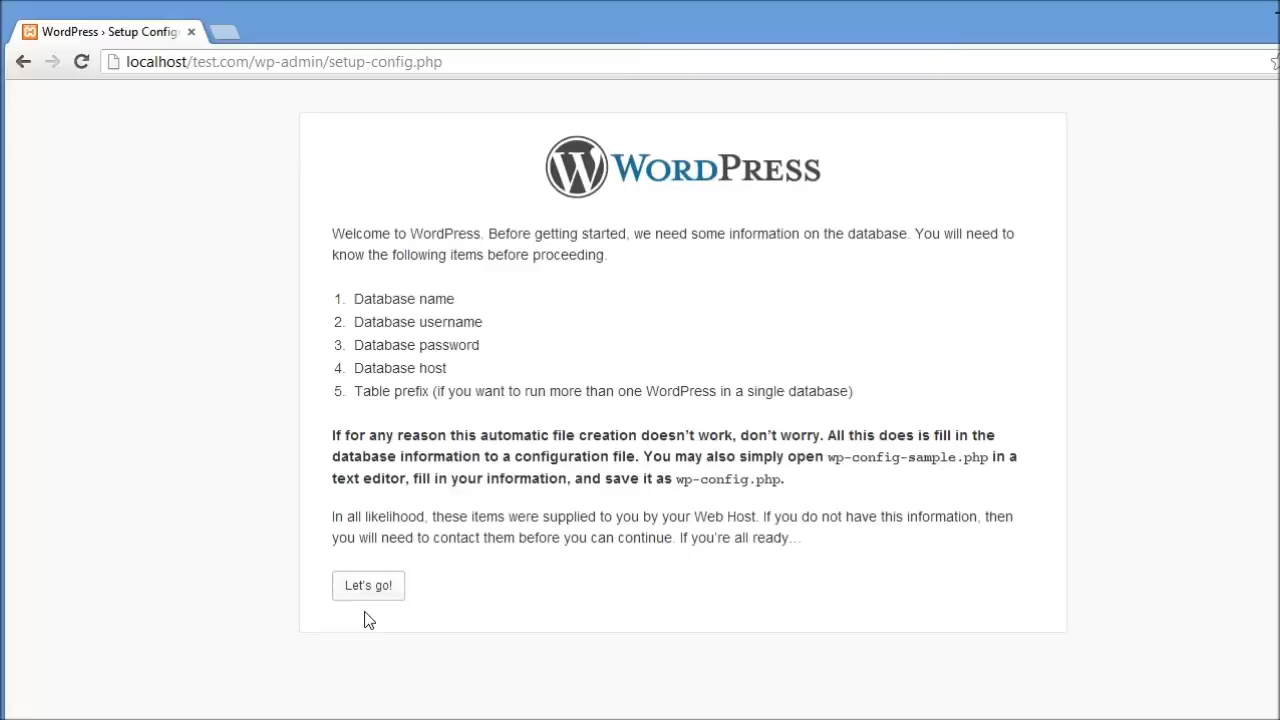 WordPress › Setup Config
localhost/test.com/wp-admin/setup-config.php
WORDPRESS
Welcome to WordPress. Before getting started, we need some information on the database. You will need to
know the following items before proceeding.
1. Database name
2. Database username
3. Database password
4. Database host
5. Table prefix (if you want to run more than one WordPress in a single database)
If for any reason this automatic file creation doesn’t work, don’t worry. All this does is fill in the
database information to a configuration file. You may also simply open wp-config-sample.php in a
text editor, fill in your information, and save it as wp-config.php.
In all likelihood, these items were supplied to you by your Web Host. If you do not have this information, then
you will need to contact them before you can continue. If you’re all ready…
Let’s go!